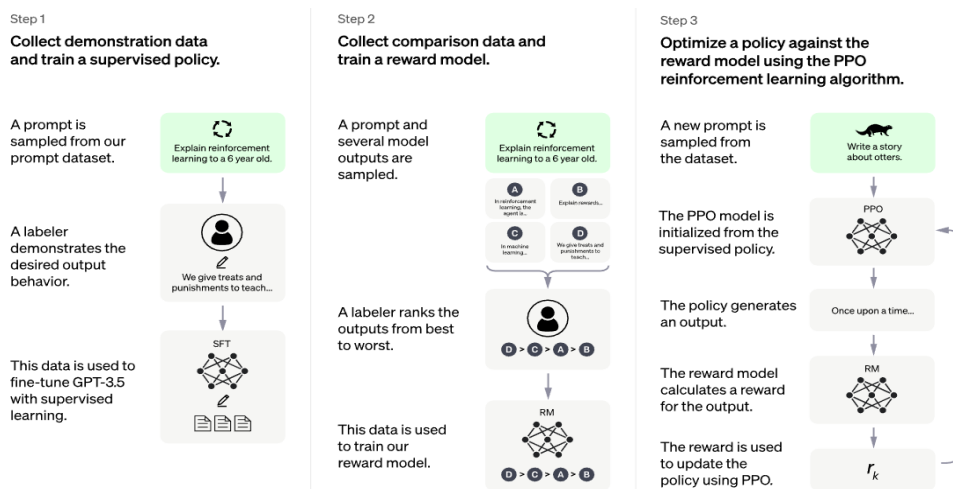 Step 1
Collect demonstration data
and train a supervised policy.
A prompt is
sampled from our
prompt dataset.
Explain reinforcement
learning to a 6 year old.
A labeler
demonstrates the
desired output
behavior.
We give treats and
punishments to teach...
This data is used to
fine-tune GPT-3.5
with supervised
learning.
SFT
Step 2
Collect comparison data and
train a reward model.
A prompt and
several model
outputs are
sampled.
Explain reinforcement
learning to a 6 year old.
A
In reinforcement
learning, the
agent is...
B
Explain rewards...
C
In machine
learning...
D
We give treats and
punishments to
teach...
A labeler ranks the
outputs from best
to worst.
D > C > A > B
This data is used
to train our
reward model.
RM
D > C > A > B
Step 3
Optimize a policy against the
reward model using the PPO
reinforcement learning algorithm.
A new prompt is
sampled from
the dataset.
Write a story
about otters.
The PPO model is
initialized from the
supervised policy.
PPO
The policy generates
an output.
Once upon a time...
The reward model
calculates a reward
for the output.
RM
The reward is used
to update the
policy using PPO.
rk